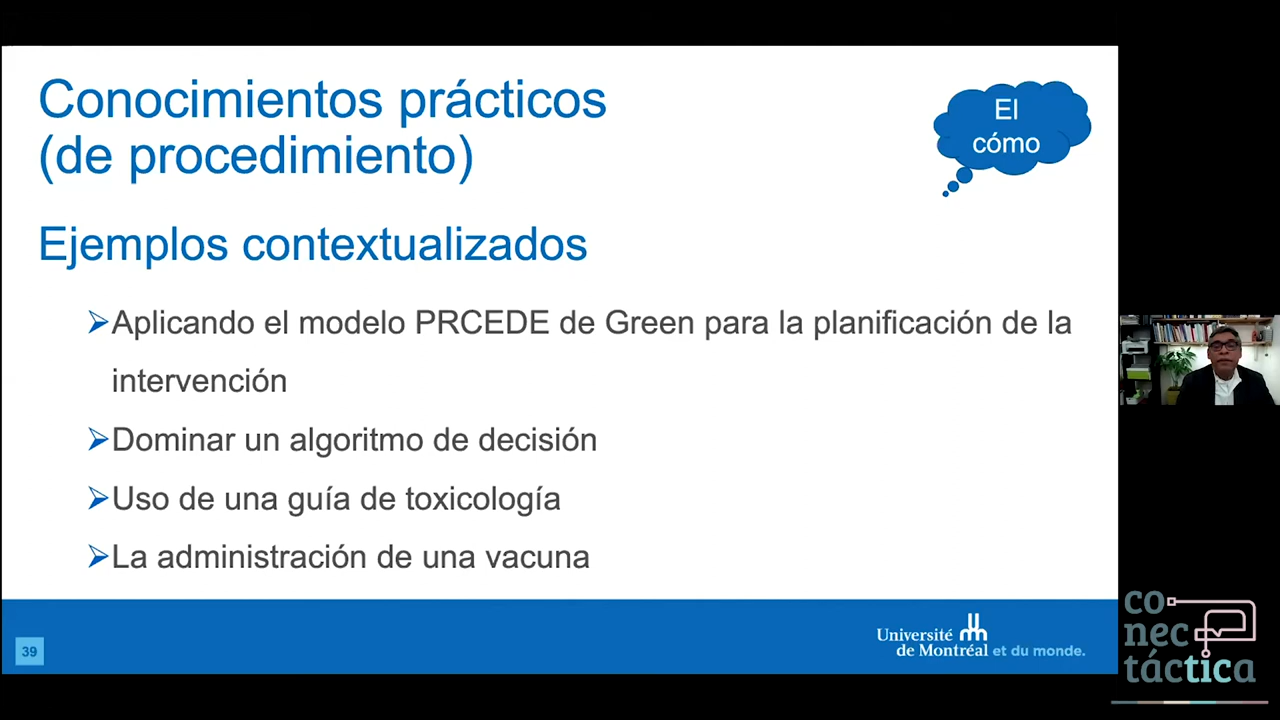 Conocimientos prácticos
(de procedimiento)
El
cómo
Ejemplos contextualizados
Aplicando el modelo PRCEDE de Green para la planificación de la
intervención
Dominar un algoritmo de decisión
Uso de una guía de toxicología
La administración de una vacuna
39
Université
de Montréal et du monde.
co
nec
táctica